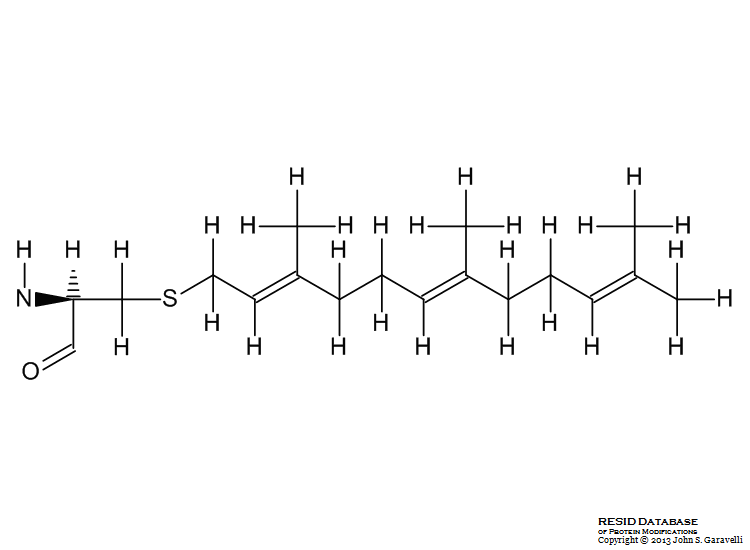 H H H
H H H H H H H H H
H H H H H H H
N S H
H H H H H H H H H
O
RESID DATABASE
OF PROTEIN MODIFICATIONS
Copyright © 2013 John S. Garavelli